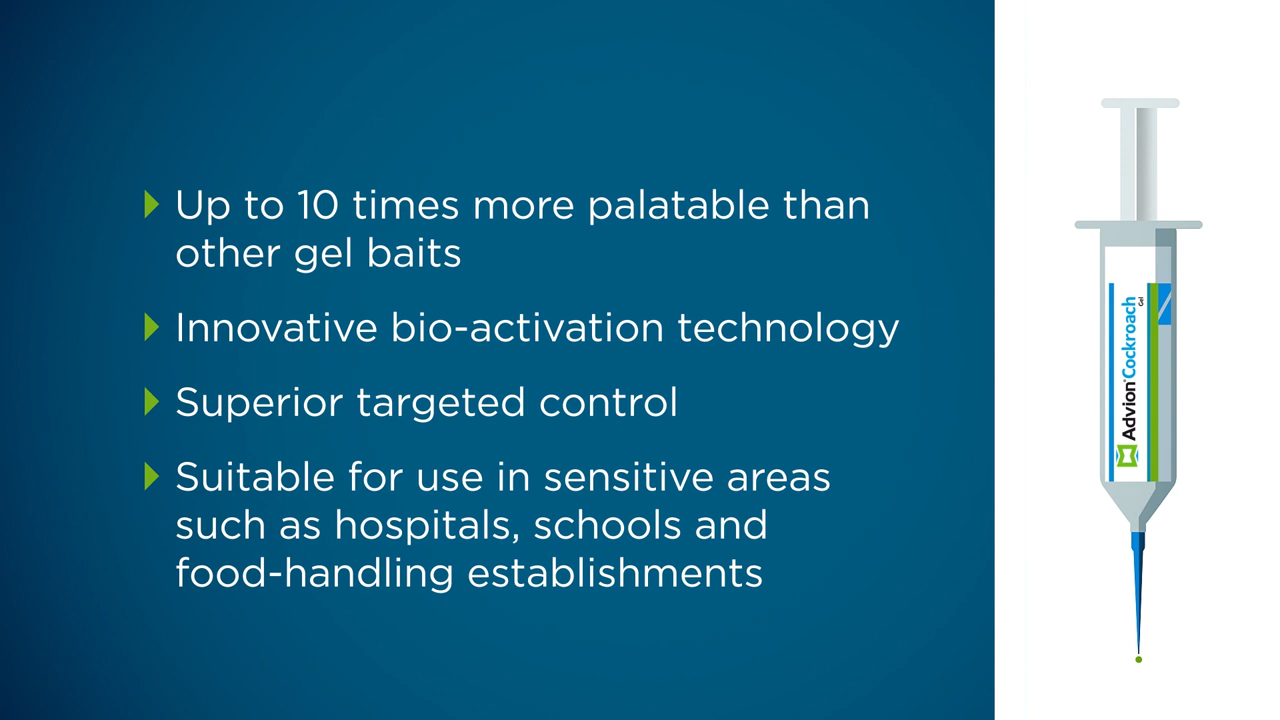 Up to 10 times more palatable than
other gel baits
Innovative bio-activation technology
Superior targeted control
Suitable for use in sensitive areas
such as hospitals, schools and
food-handling establishments
Advion Cockroach
Gel